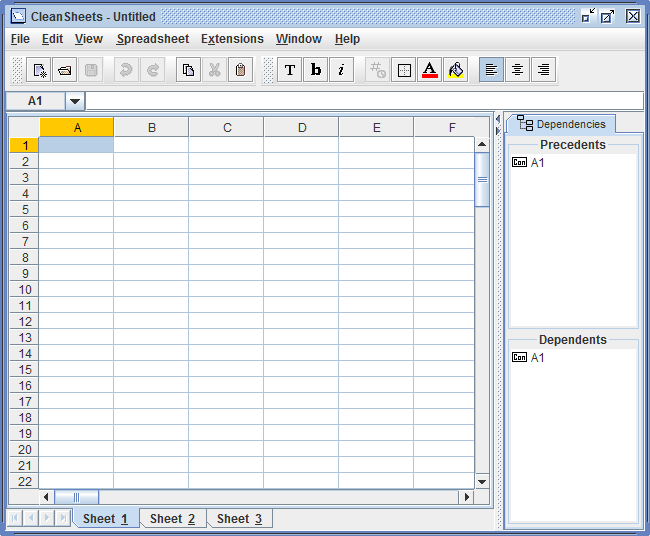 CleanSheets - Untitled
File Edit View Spreadsheet Extensions Window Help
T b i A
A1
A B C D E F
1
2
3
4
5
6
7
8
9
10
11
12
13
14
15
16
17
18
19
20
21
22
Sheet 1 Sheet 2 Sheet 3
Dependencies
Precedents
Con A1
Dependents
Con A1